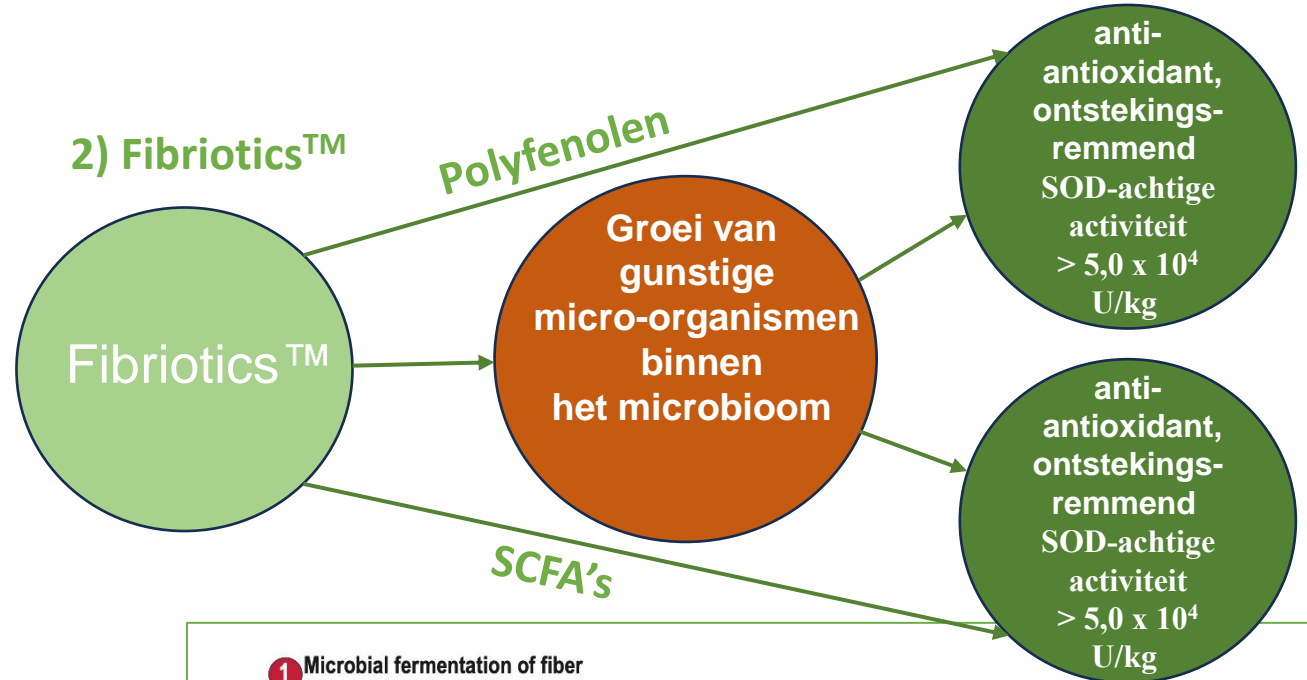 2) Fibriotics™
Polyfenolen
Fibriotics™
SCFA's
Groei van
gunstige
micro-organismen
binnen
het microbioom
anti-
antioxidant,
ontstekings-
remmend
SOD-achtige
activiteit
> 5,0 x 10⁴
U/kg
anti-
antioxidant,
ontstekings-
remmend
SOD-achtige
activiteit
> 5,0 x 10⁴
U/kg
1 Microbial fermentation of fiber